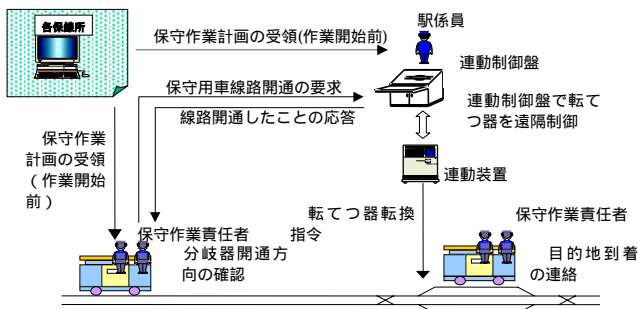 各保線所
保守作業計画の受領(作業開始前)
駅係員
連動制御盤
保守用車線路開通の要求
線路開通したことの応答
連動制御盤で転て
つ器を遠隔制御
保守作業
計画の受領
(作業開始
前)
連動装置
転てつ器転換
保守作業責任者
指令
分岐器開通方
向の確認
保守作業責任者
目的地到着
の連絡